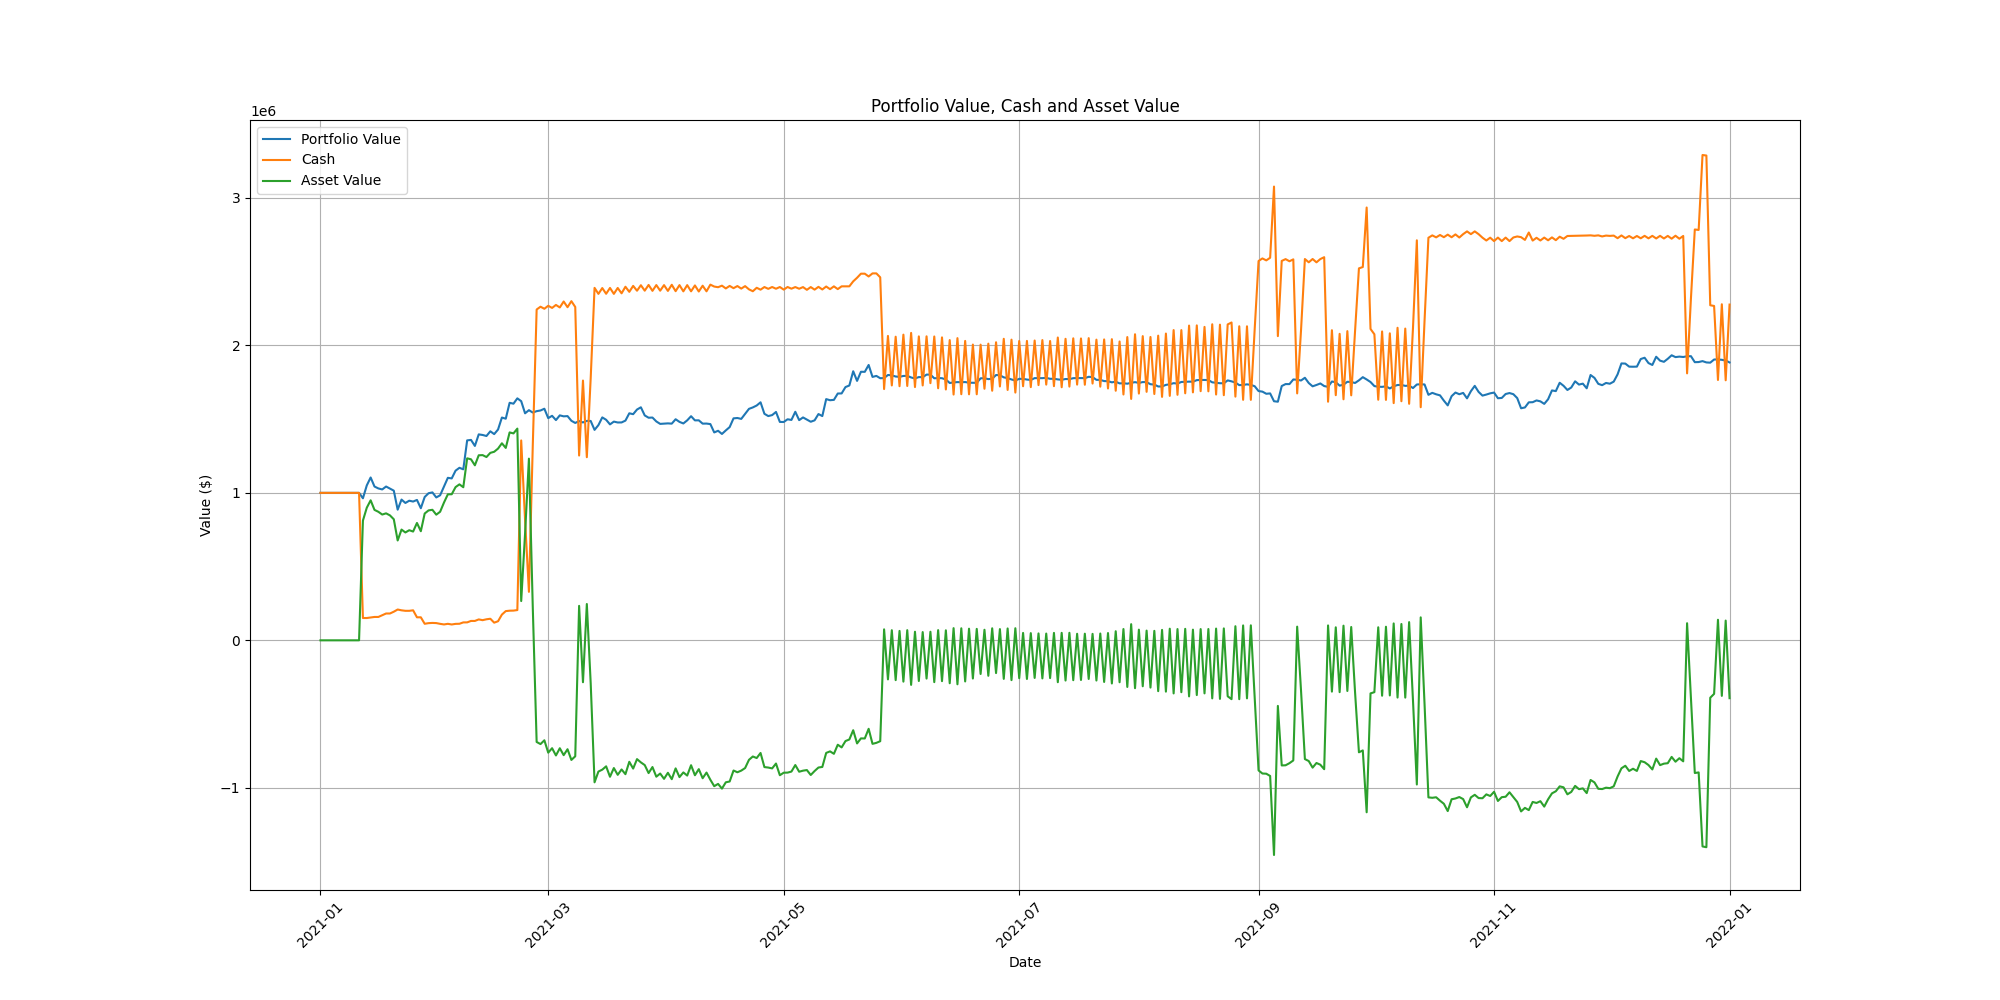 Portfolio Value, Cash and Asset Value
1e6
Portfolio Value
Cash
Asset Value
3
2
1
0
−1
Value ($)
2021-01
2021-03
2021-05
2021-07
2021-09
2021-11
2022-01
Date